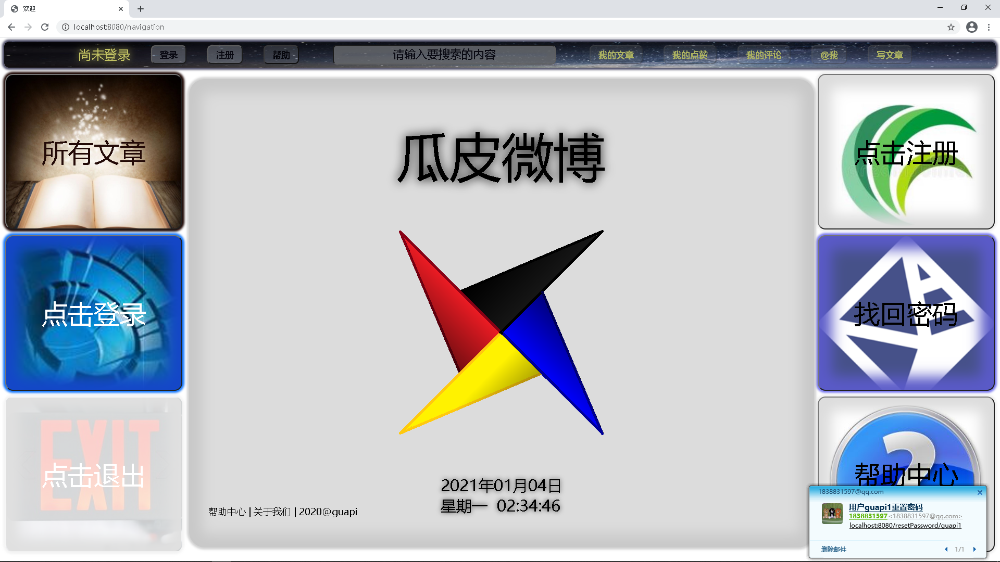 欢迎
localhost:8080/navigation
尚未登录 登录 注册 帮助 请输入要搜索的内容 我的文章 我的点赞 我的评论 @我 写文章
所有文章
点击登录
EXIT
点击退出
瓜皮微博
2021年01月04日
星期一 02:34:46
帮助中心 | 关于我们 | 2020@guapi
点击注册
找回密码
帮助中心
1838831597@qq.com
用户guapi1重置密码
1838831597<1838831597@qq.com>
localhost:8080/resetPassword/guapi1
删除邮件 1/1